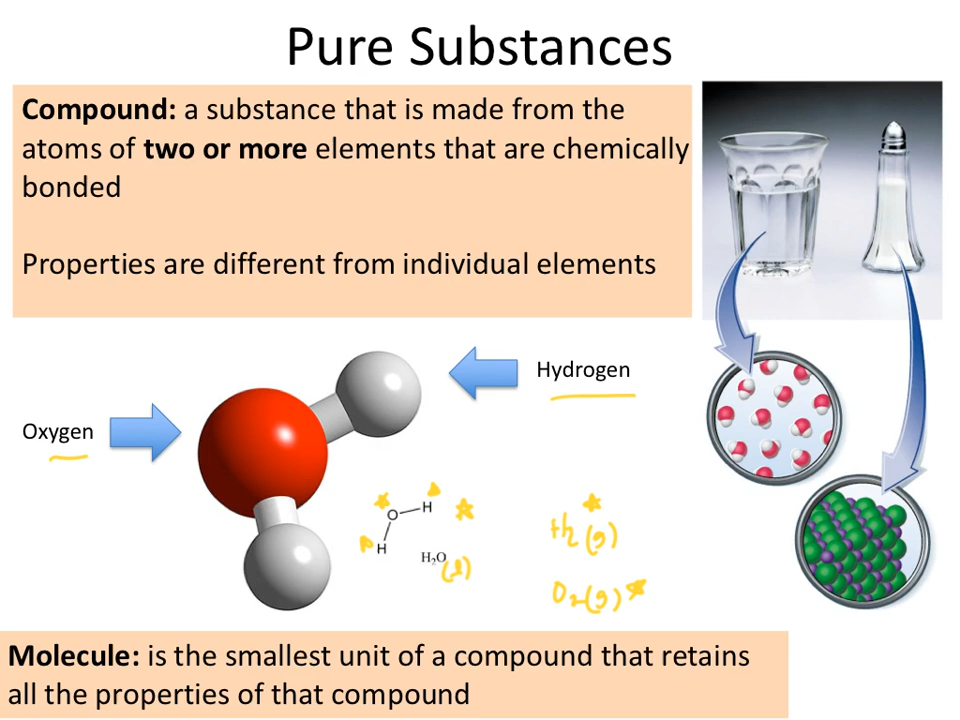 Pure Substances
Compound: a substance that is made from the
atoms of two or more elements that are chemically
bonded
Properties are different from individual elements
Hydrogen
Oxygen
H
O
H
H₂O
(l)
H₂(g)
O₂(g)
Molecule: is the smallest unit of a compound that retains
all the properties of that compound